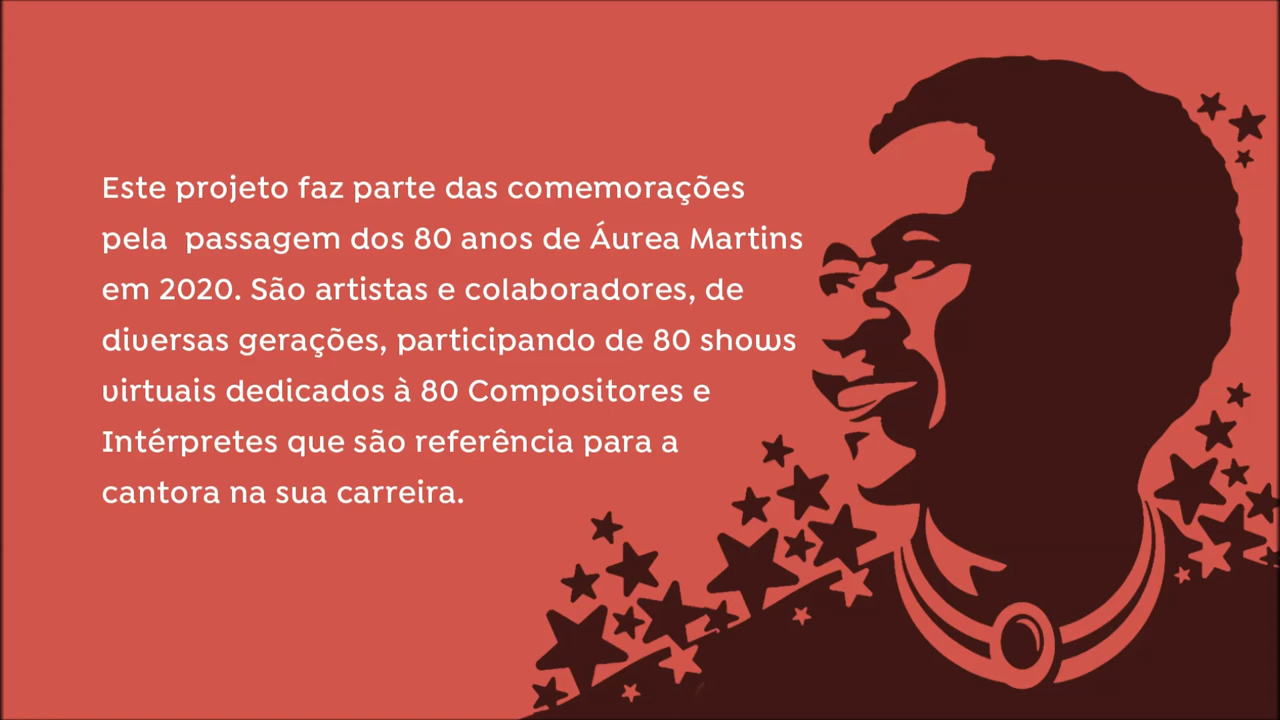 Este projeto faz parte das comemorações
pela passagem dos 80 anos de Áurea Martins
em 2020. São artistas e colaboradores, de
diversas gerações, participando de 80 shows
virtuais dedicados à 80 Compositores e
Intérpretes que são referência para a
cantora na sua carreira.